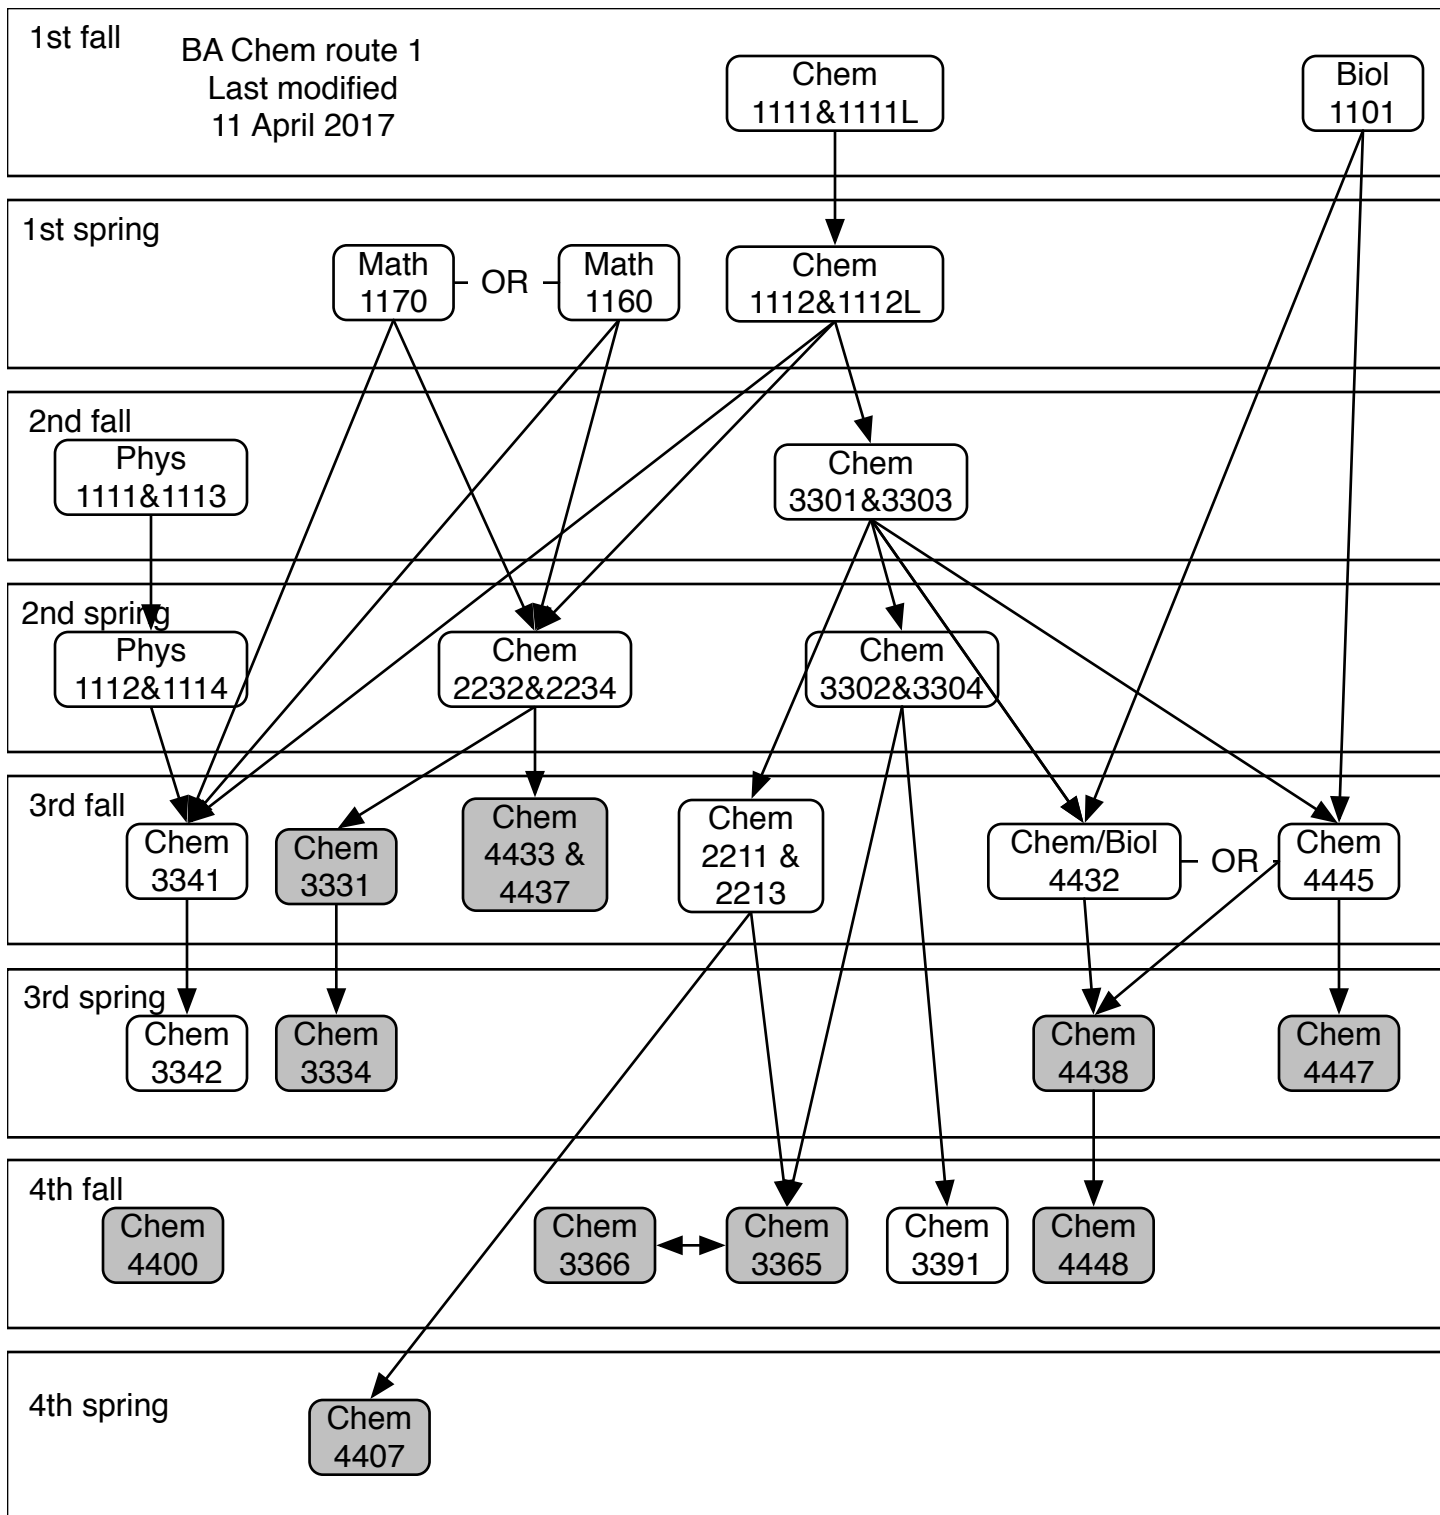 1st fall
BA Chem route 1
Last modified
11 April 2017
Chem
1111&1111L
Biol
1101
1st spring
Math
1170
OR
Math
1160
Chem
1112&1112L
2nd fall
Phys
1111&1113
Chem
3301&3303
2nd spring
Phys
1112&1114
Chem
2232&2234
Chem
3302&3304
3rd fall
Chem
3341
Chem
3331
Chem
4433 &
4437
Chem
2211 &
2213
Chem/Biol
4432
OR
Chem
4445
3rd spring
Chem
3342
Chem
3334
Chem
4438
Chem
4447
4th fall
Chem
4400
Chem
3366
Chem
3365
Chem
3391
Chem
4448
4th spring
Chem
4407